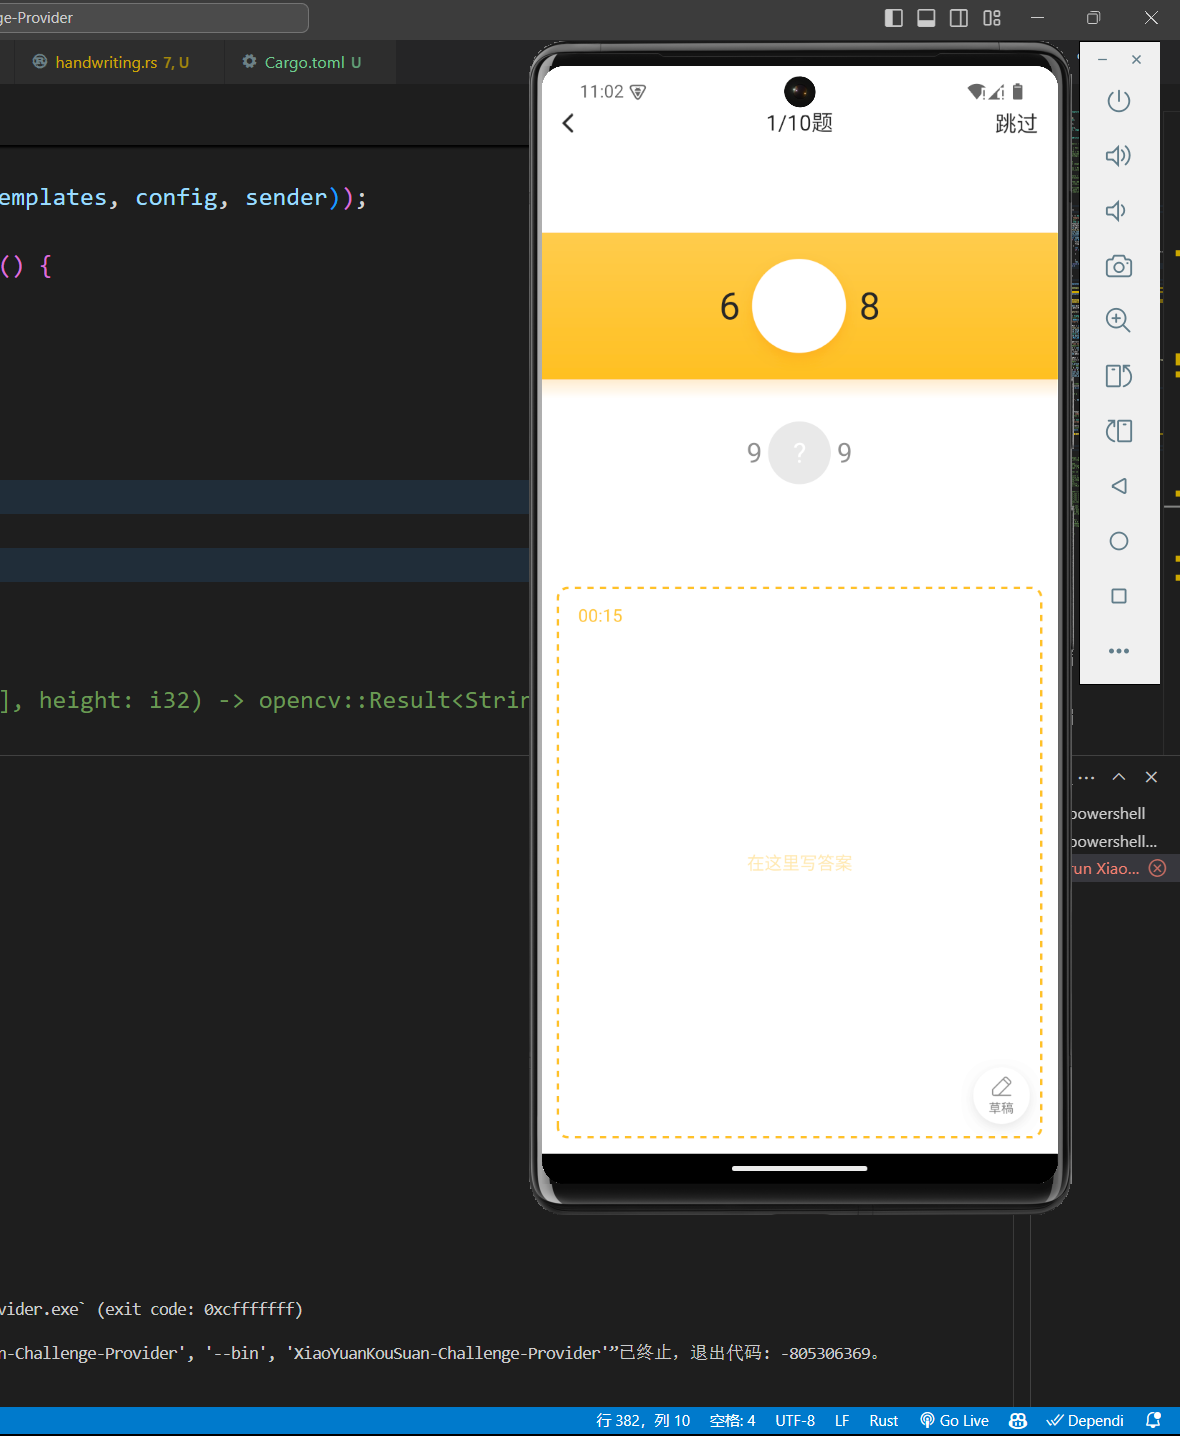 ge-Provider
handwriting.rs 7, U
Cargo.toml U
emplates, config, sender));
() {
], height: i32) -> opencv::Result<Strin
11:02
1/10题
跳过
6 8
9 ? 9
00:15
在这里写答案
草稿
powershell
powershell...
run Xiao...
vider.exe` (exit code: 0xcfffffff)
n-Challenge-Provider', '--bin', 'XiaoYuanKouSuan-Challenge-Provider'”已终止，退出代码: -805306369。
行 382，列 10 空格: 4 UTF-8 LF Rust Go Live Dependi